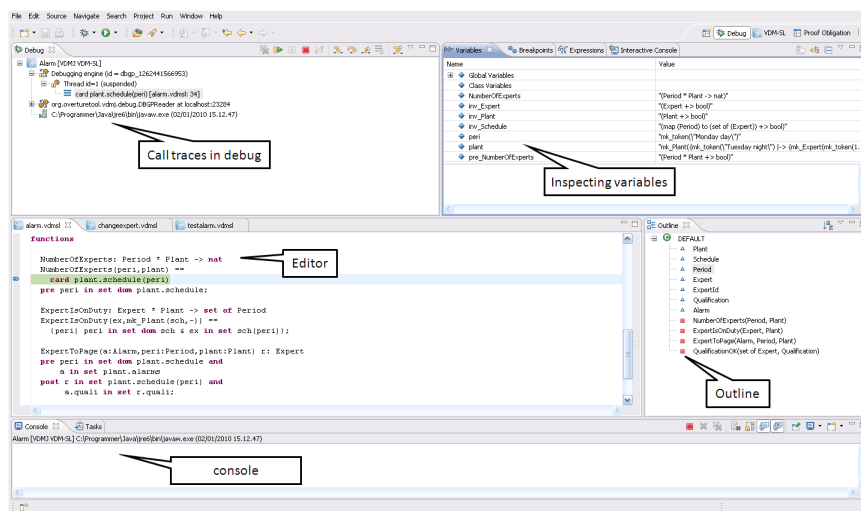 File Edit Source Navigate Search Project Run Window Help
Debug VDM-SL Proof Obligation
Debug
Alarm [VDMJ VDM-SL]
Debugging engine (id = dbgp_1262441566953)
Thread id=1 (suspended)
card plant.schedule(peri) [alarm.vdmsl: 34]
org.overturetool.vdmj.debug.DBGPReader at localhost:23284
C:\Programmer\Java\jre6\bin\javaw.exe (02/01/2010 15.12.47)
Call traces in debug
Variables Breakpoints Expressions Interactive Console
Name Value
Global Variables
Class Variables
NumberOfExperts "(Period * Plant -> nat)"
inv_Expert "(Expert +> bool)"
inv_Plant "(Plant +> bool)"
inv_Schedule "(map (Period) to (set of (Expert)) +> bool)"
peri "mk_token(\"Monday day\")"
plant "mk_Plant({mk_token(\"Tuesday night\") |-> {mk_Expert(mk_token(1.
pre_NumberOfExperts "(Period * Plant +> bool)"
Inspecting variables
alarm.vdmsl changeexpert.vdmsl testalarm.vdmsl
functions
NumberOfExperts: Period * Plant -> nat
NumberOfExperts(peri,plant) ==
card plant.schedule(peri)
pre peri in set dom plant.schedule;
ExpertIsOnDuty: Expert * Plant -> set of Period
ExpertIsOnDuty(ex,mk_Plant(sch,-)) ==
{peri| peri in set dom sch & ex in set sch(peri)};
ExpertToPage(a:Alarm,peri:Period,plant:Plant) r: Expert
pre peri in set dom plant.schedule and
a in set plant.alarms
post r in set plant.schedule(peri) and
a.quali in set r.quali;
Editor
Outline
DEFAULT
Plant
Schedule
Period
Expert
ExpertId
Qualification
Alarm
NumberOfExperts(Period, Plant)
ExpertIsOnDuty(Expert, Plant)
ExpertToPage(Alarm, Period, Plant)
QualificationOK(set of Expert, Qualification)
Outline
Console Tasks
Alarm [VDMJ VDM-SL] C:\Programmer\Java\jre6\bin\javaw.exe (02/01/2010 15.12.47)
console